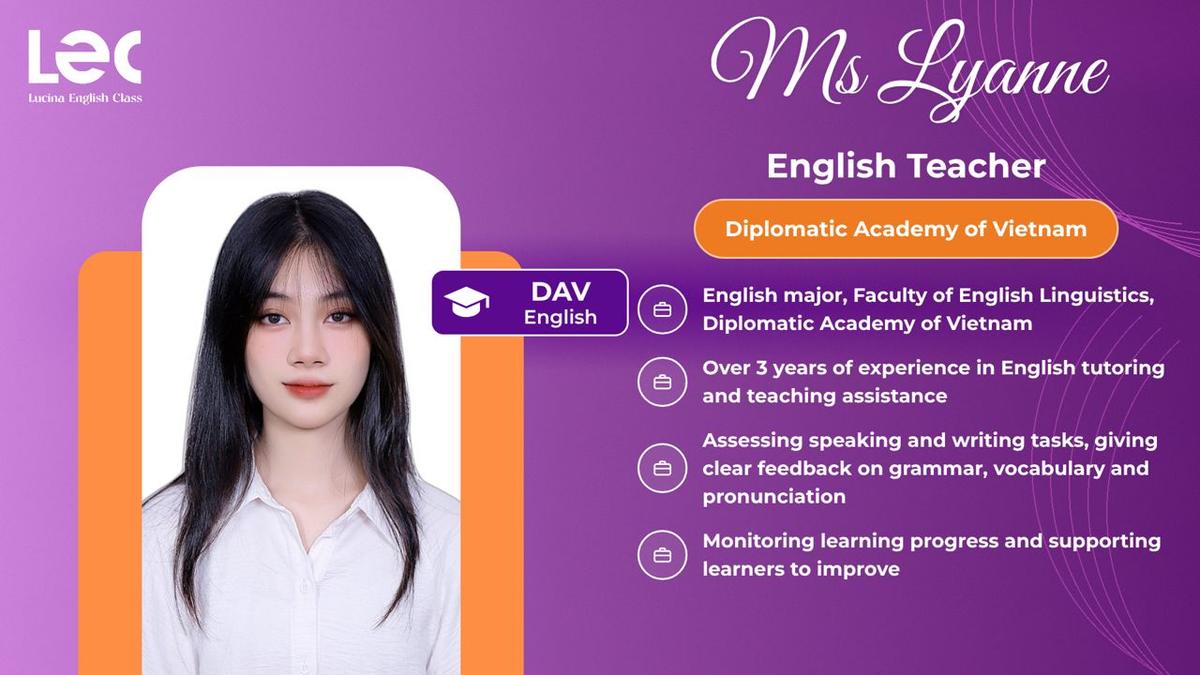 LEC
Lucina English Class
Ms Lyanne
English Teacher
Diplomatic Academy of Vietnam
DAV
English
English major, Faculty of English Linguistics,
Diplomatic Academy of Vietnam
Over 3 years of experience in English tutoring
and teaching assistance
Assessing speaking and writing tasks, giving
clear feedback on grammar, vocabulary and
pronunciation
Monitoring learning progress and supporting
learners to improve